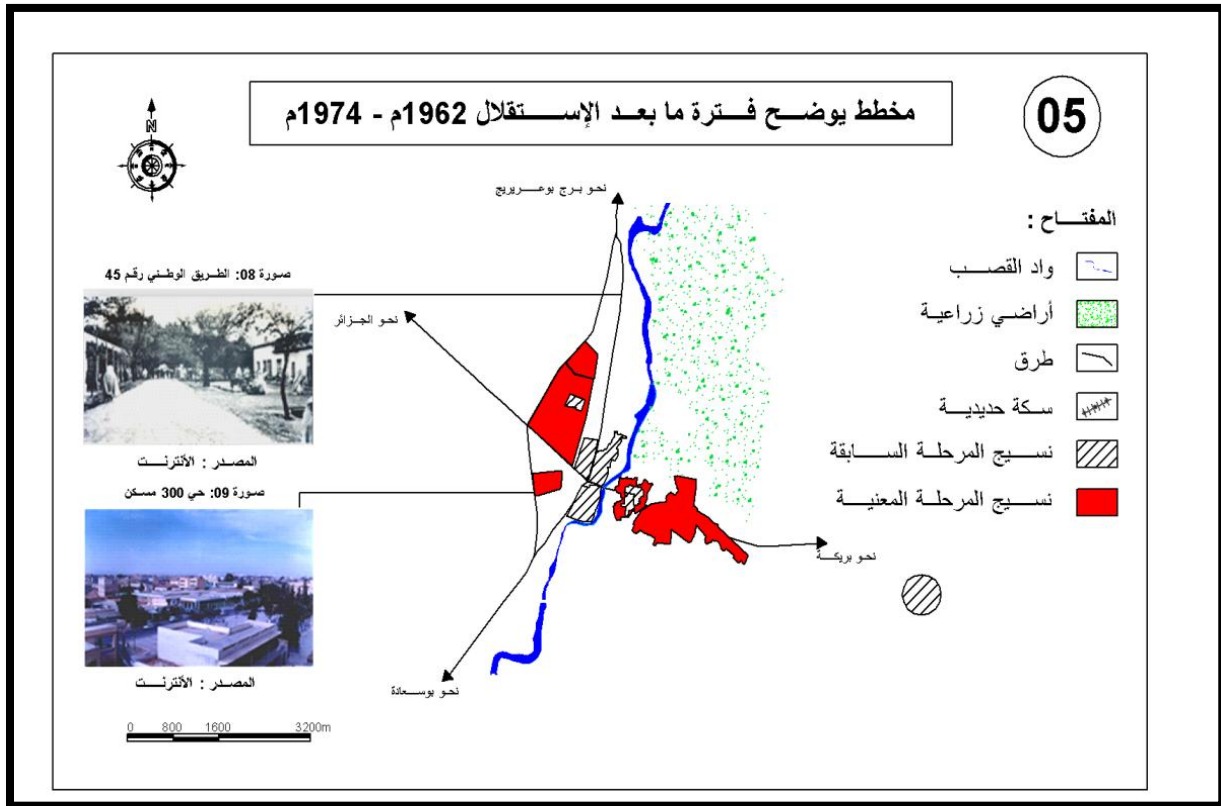 05
مخطط يوضح فترة ما بعد الإستقلال 1962م - 1974م
N
نحو برج بوعريريج
المفتاح :
واد القصب
أراضي زراعية
طرق
سكة حديدية
نسيج المرحلة السابقة
نسيج المرحلة المعنية
صورة 08: الطريق الوطني رقم 45
نحو الجزائر
المصدر : الأنترنت
صورة 09: حي 300 مسكن
نحو بريكة
المصدر : الأنترنت
نحو بوسعادة
0 800 1600 3200m